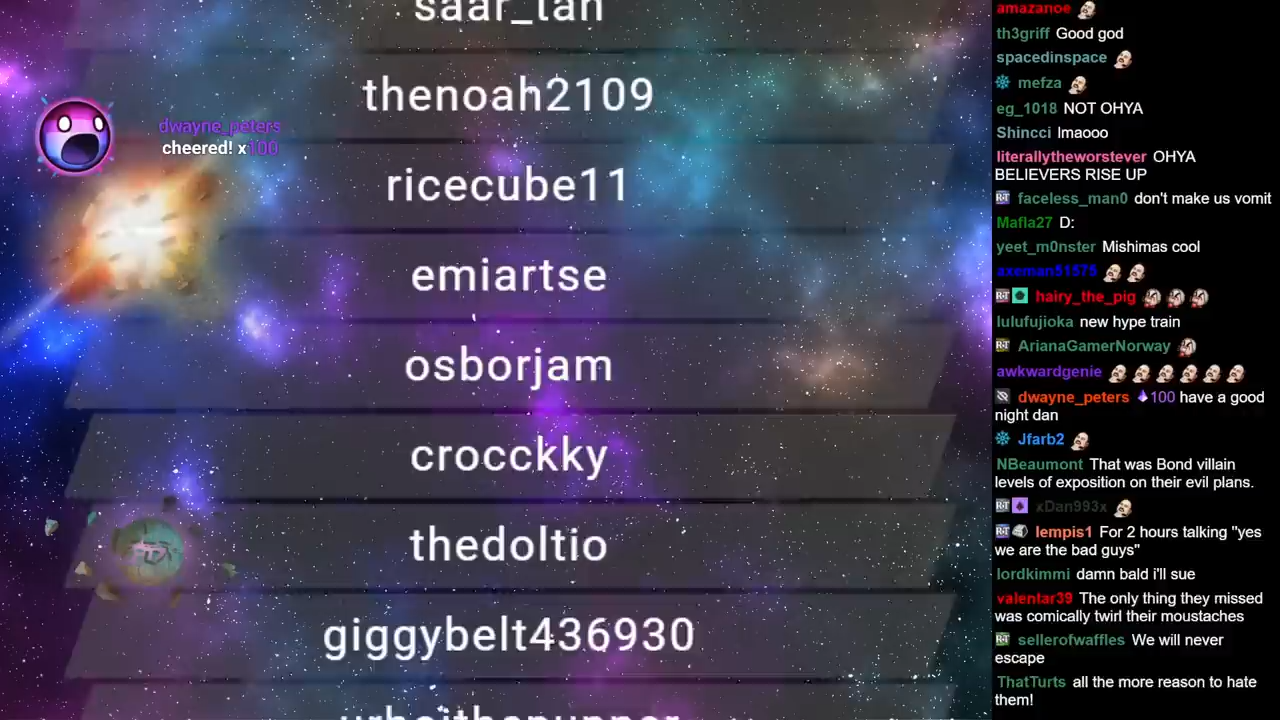 saar_tan
thenoah2109
dwayne_peters
cheered! x100
ricecube11
emiartse
osborjam
crocckky
thedoltio
giggybelt436930
amazanoe
th3griff Good god
spacedinspace
mefza
eg_1018 NOT OHYA
Shincci lmaooo
literallytheworstever OHYA
BELIEVERS RISE UP
faceless_man0 don't make us vomit
Mafla27 D:
yeet_m0nster Mishimas cool
axeman51575
hairy_the_pig
lulufujioka new hype train
ArianaGamerNorway
awkwardgenie
dwayne_peters 100 have a good
night dan
Jfarb2
NBeaumont That was Bond villain
levels of exposition on their evil plans.
xDan993x
lempis1 For 2 hours talking "yes
we are the bad guys"
lordkimmi damn bald i'll sue
valentar39 The only thing they missed
was comically twirl their moustaches
sellerofwaffles We will never
escape
ThatTurts all the more reason to hate
them!